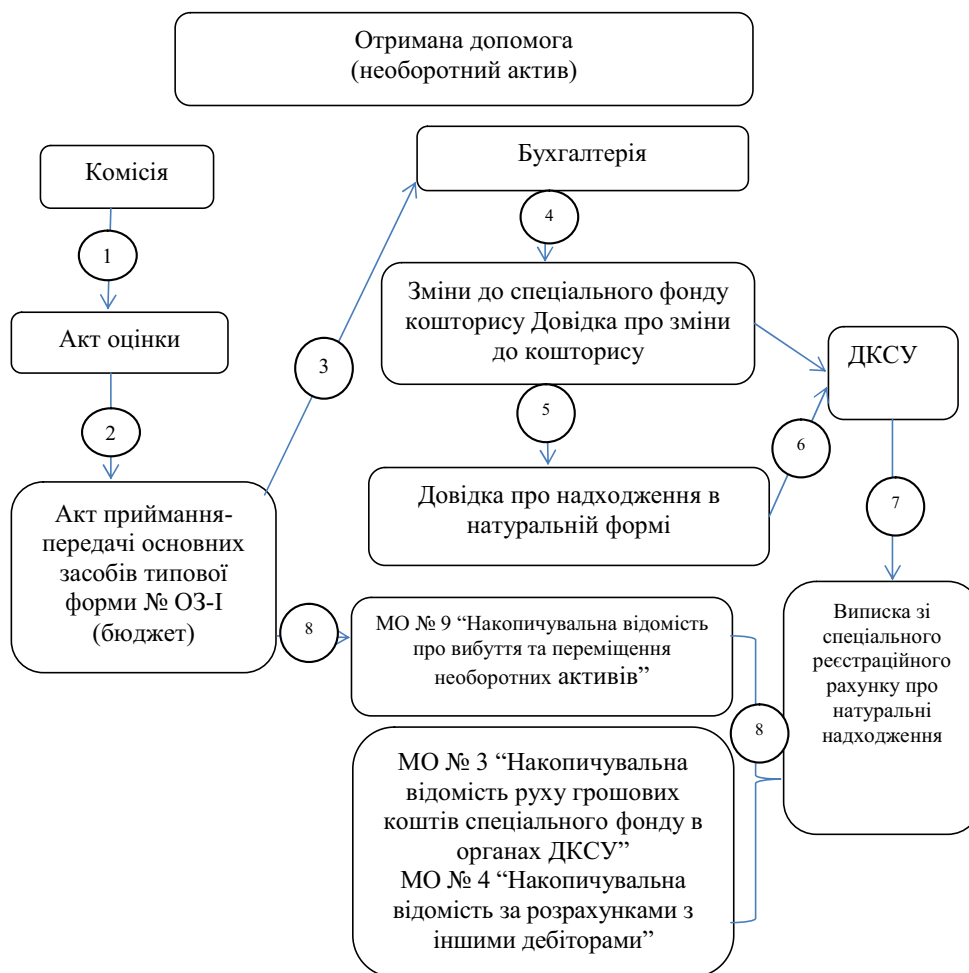 Отримана допомога
(необоротний актив)
Комісія
Бухгалтерія
1
4
Акт оцінки
Зміни до спеціального фонду
кошторису Довідка про зміни
до кошторису
3
ДКСУ
2
5
6
Акт приймання-
передачі основних
засобів типової
форми № ОЗ-І
(бюджет)
Довідка про надходження в
натуральній формі
7
8
МО № 9 “Накопичувальна відомість
про вибуття та переміщення
необоротних активів”
Виписка зі
спеціального
реєстраційного
рахунку про
натуральні
надходження
8
МО № 3 “Накопичувальна
відомість руху грошових
коштів спеціального фонду в
органах ДКСУ”
МО № 4 “Накопичувальна
відомість за розрахунками з
іншими дебіторами”